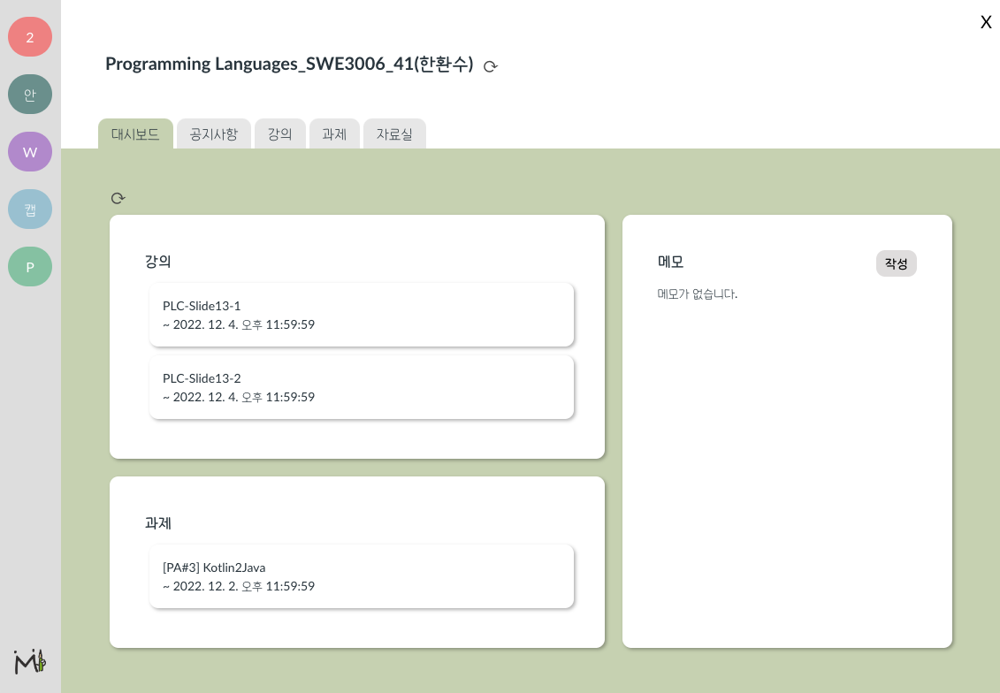 X
2
안
W
캡
P
Programming Languages_SWE3006_41(한환수)
대시보드 공지사항 강의 과제 자료실
강의
PLC-Slide13-1
~ 2022. 12. 4. 오후 11:59:59
PLC-Slide13-2
~ 2022. 12. 4. 오후 11:59:59
과제
[PA#3] Kotlin2Java
~ 2022. 12. 2. 오후 11:59:59
메모
작성
메모가 없습니다.